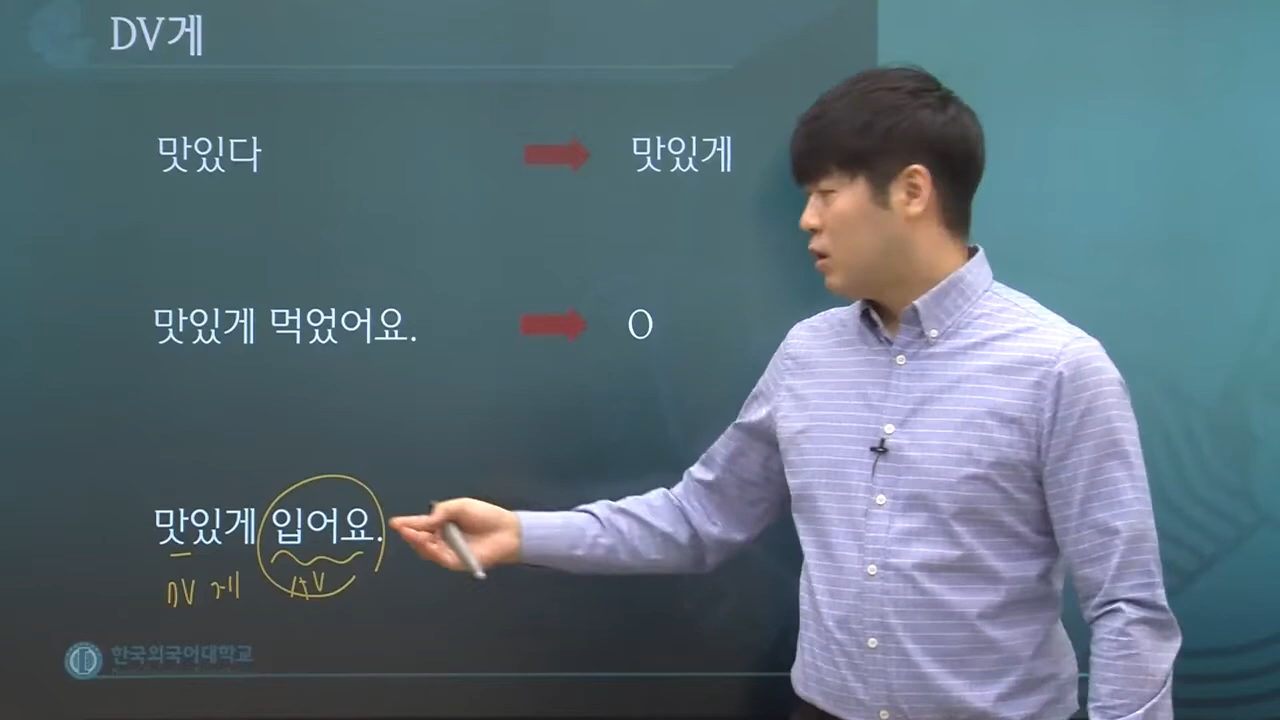 DV게
맛있다 맛있게
맛있게 먹었어요. O
맛있게 입어요.
DV 게 AV
한국외국어대학교